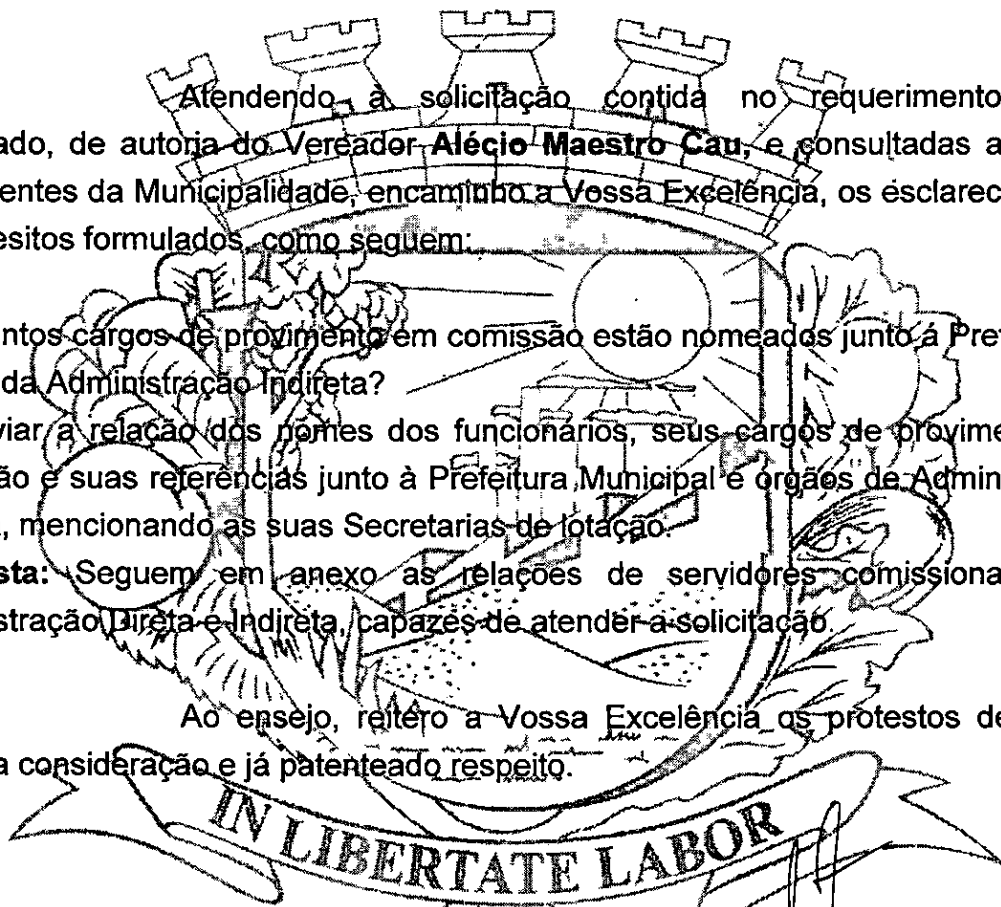 Atendendo à solicitação contida no requerimento
ado, de autoria do Vereador Alécio Maestro Cau, e consultadas a
entes da Municipalidade, encaminho a Vossa Excelência, os esclarec
esitos formulados, como seguem:
ntos cargos de provimento em comissão estão nomeados junto á Pre
da Administração Indireta?
viar a relação dos nomes dos funcionários, seus cargos de provime
ão e suas referências junto à Prefeitura Municipal e órgãos de Admin
, mencionando as suas Secretarias de lotação.
sta: Seguem em anexo as relações de servidores comissiona
stração Direta e Indireta, capazes de atender a solicitação.
Ao ensejo, reitero a Vossa Excelência os protestos de
a consideração e já patenteado respeito.
IN LIBERTATE LABOR